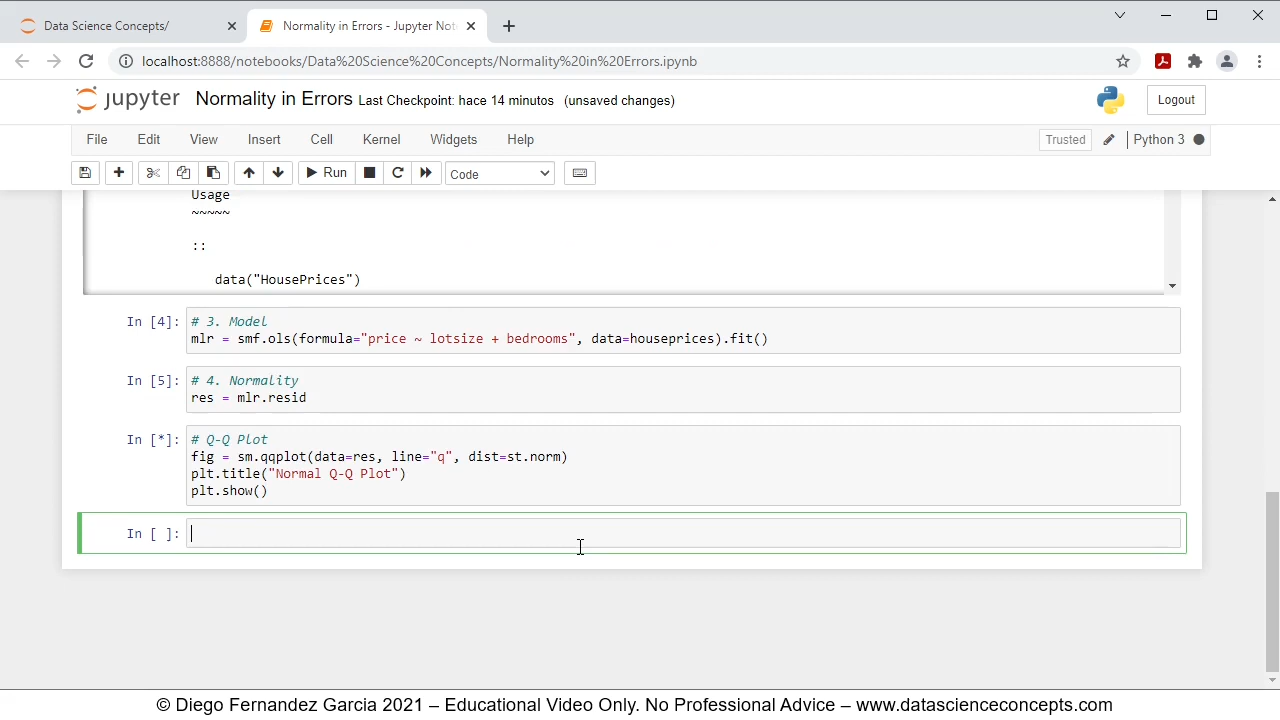 Data Science Concepts/
Normality in Errors - Jupyter Not
localhost:8888/notebooks/Data%20Science%20Concepts/Normality%20in%20Errors.ipynb
jupyter Normality in Errors Last Checkpoint: hace 14 minutos (unsaved changes)
Logout
File Edit View Insert Cell Kernel Widgets Help
Trusted Python 3
Run Code
Usage
~~~~~
::
data("HousePrices")
In [4]: # 3. Model
mlr = smf.ols(formula="price ~ lotsize + bedrooms", data=houseprices).fit()
In [5]: # 4. Normality
res = mlr.resid
In [*]: # Q-Q Plot
fig = sm.qqplot(data=res, line="q", dist=st.norm)
plt.title("Normal Q-Q Plot")
plt.show()
In [ ]:
© Diego Fernandez Garcia 2021 – Educational Video Only. No Professional Advice – www.datascienceconcepts.com